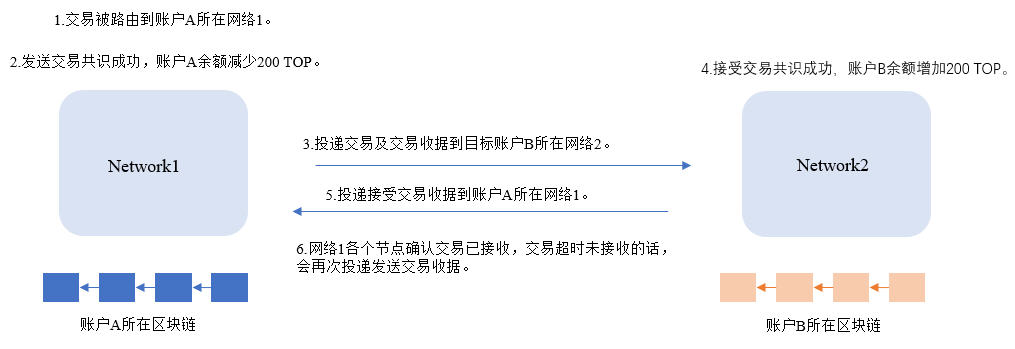 1.交易被路由到账户A所在网络1。
2.发送交易共识成功，账户A余额减少200 TOP。
4.接受交易共识成功，账户B余额增加200 TOP。
3.投递交易及交易收据到目标账户B所在网络2。
Network1
Network2
5.投递接受交易收据到账户A所在网络1。
6.网络1各个节点确认交易已接收，交易超时未接收的话，
会再次投递发送交易收据。
账户A所在区块链
账户B所在区块链